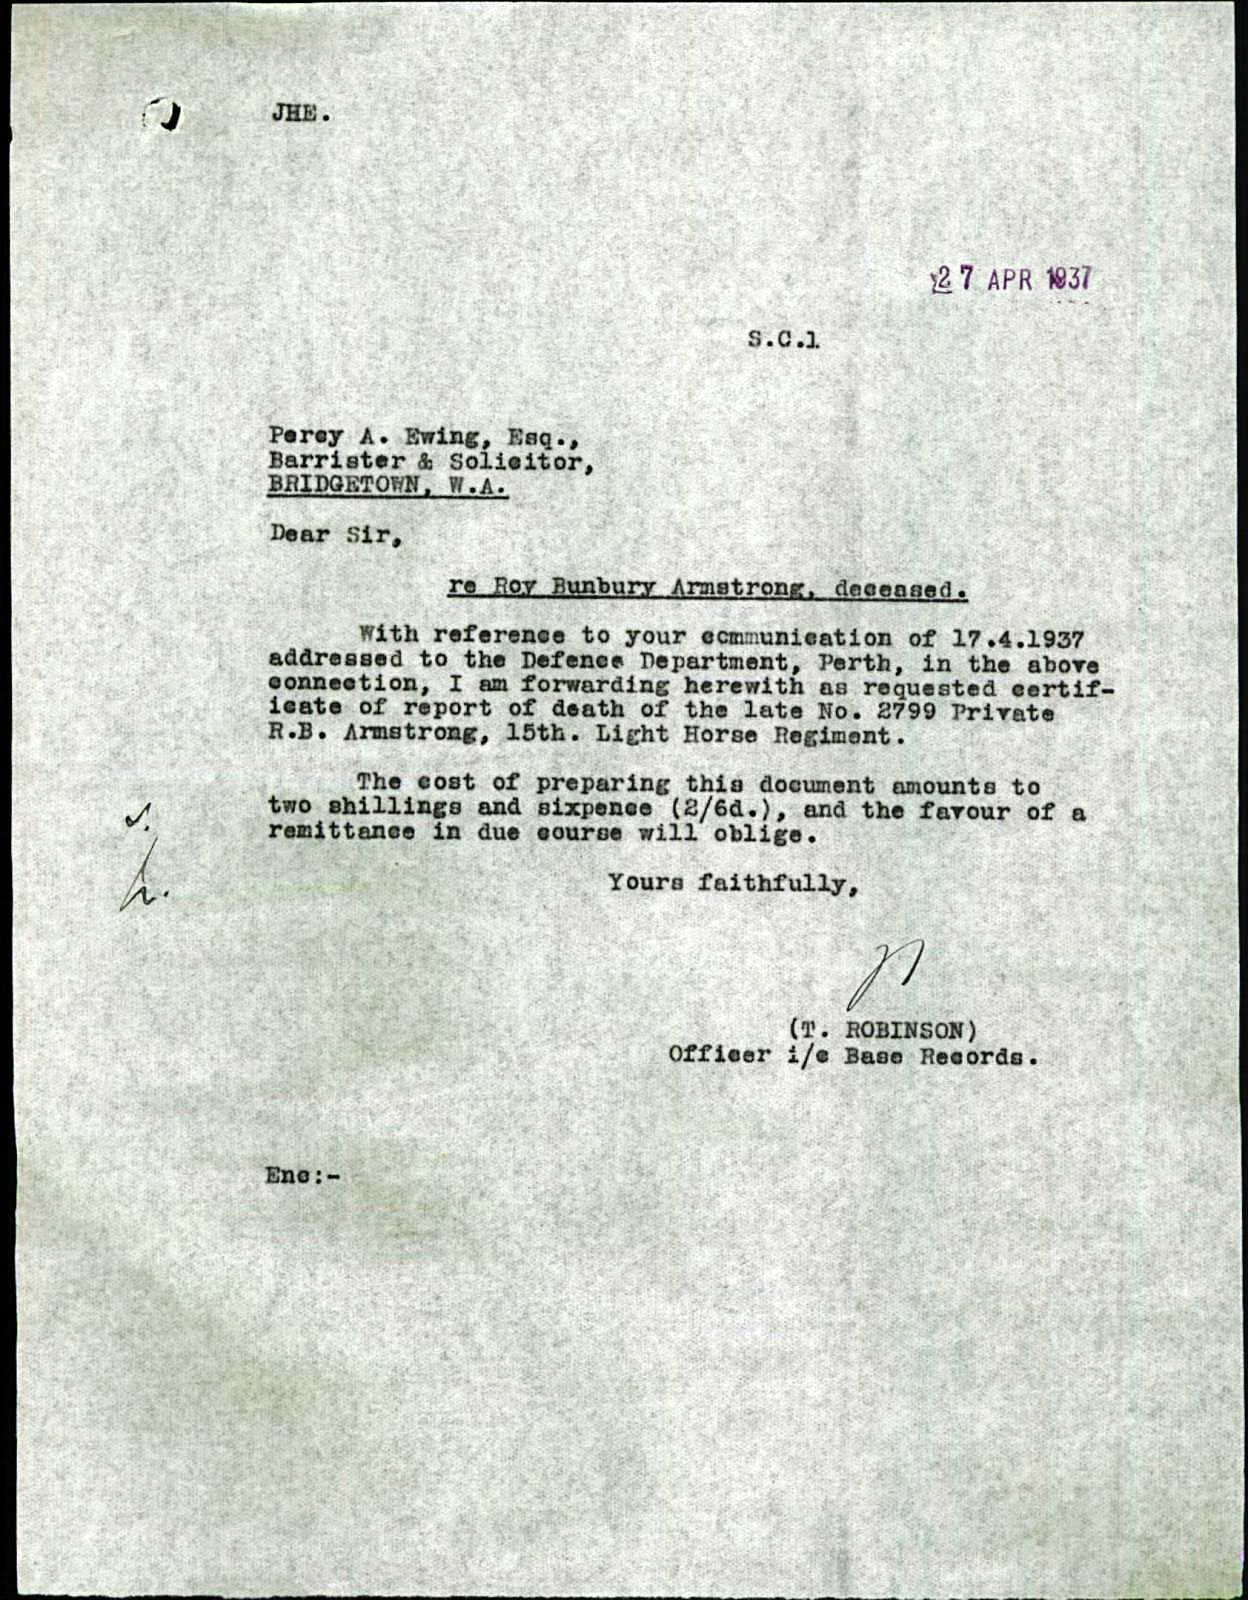 JHE.
27 APR 1937
S.C.1
Percy A. Ewing, Esq.,
Barrister & Solicitor,
BRIDGETOWN, W.A.
Dear Sir,
re Roy Bunbury Armstrong, deceased.
With reference to your communication of 17.4.1937
addressed to the Defence Department, Perth, in the above
connection, I am forwarding herewith as requested certif-
icate of report of death of the late No. 2799 Private
R.B. Armstrong, 15th. Light Horse Regiment.
The cost of preparing this document amounts to
two shillings and sixpence (2/6d.), and the favour of a
remittance in due course will oblige.
Yours faithfully,
(T. ROBINSON)
Officer i/c Base Records.
Enc:-